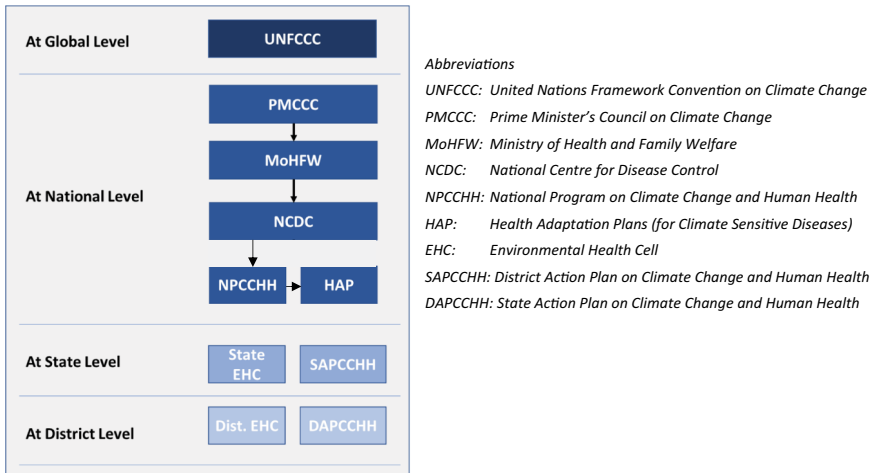 At Global Level
UNFCCC
At National Level
PMCCC
MoHFW
NCDC
NPCCHH
HAP
At State Level
State
EHC
SAPCCHH
At District Level
Dist. EHC
DAPCCHH
Abbreviations
UNFCCC: United Nations Framework Convention on Climate Change
PMCCC: Prime Minister's Council on Climate Change
MoHFW: Ministry of Health and Family Welfare
NCDC: National Centre for Disease Control
NPCCHH: National Program on Climate Change and Human Health
HAP: Health Adaptation Plans (for Climate Sensitive Diseases)
EHC: Environmental Health Cell
SAPCCHH: District Action Plan on Climate Change and Human Health
DAPCCHH: State Action Plan on Climate Change and Human Health